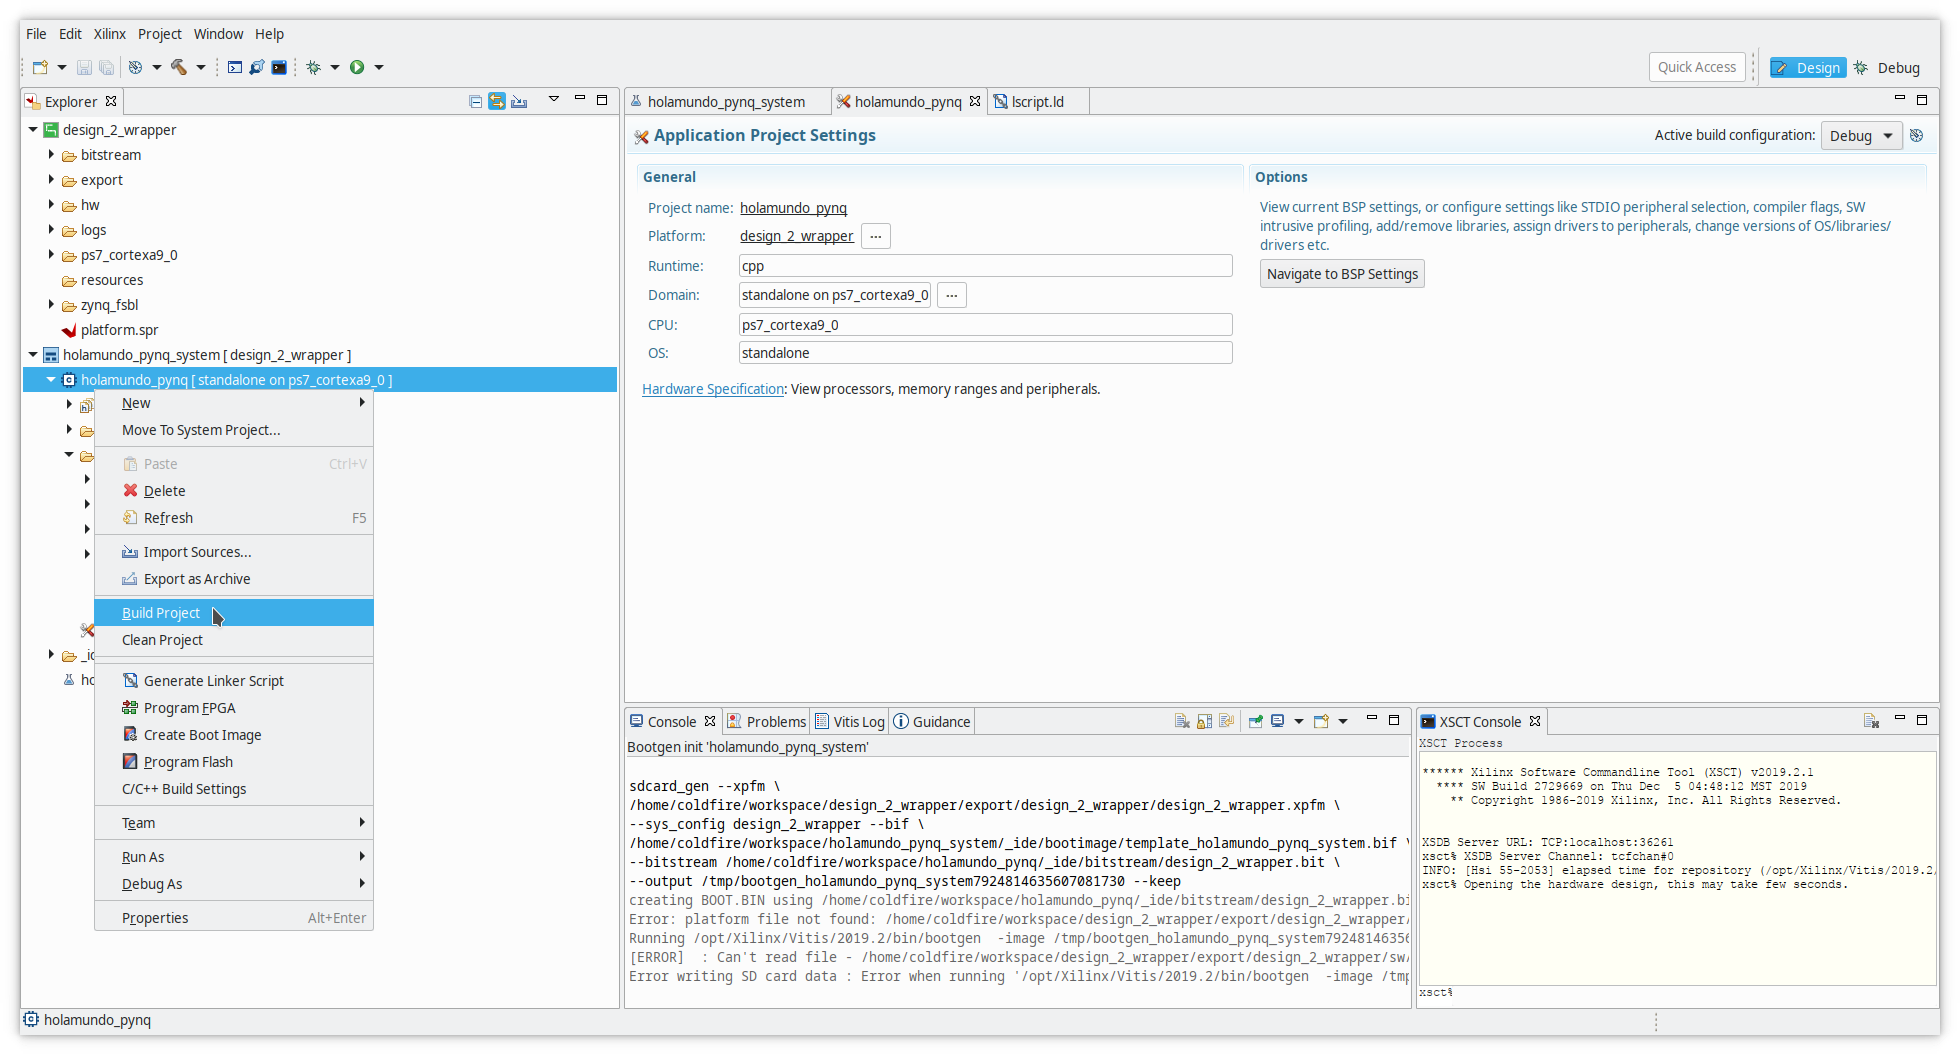 File Edit Xilinx Project Window Help
Quick Access Design Debug
Explorer
design_2_wrapper
bitstream
export
hw
logs
ps7_cortexa9_0
resources
zynq_fsbl
platform.spr
holamundo_pynq_system [ design_2_wrapper ]
holamundo_pynq [ standalone on ps7_cortexa9_0 ]
New
Move To System Project...
Paste Ctrl+V
Delete
Refresh F5
Import Sources...
Export as Archive
Build Project
Clean Project
Generate Linker Script
Program FPGA
Create Boot Image
Program Flash
C/C++ Build Settings
Team
Run As
Debug As
Properties Alt+Enter
holamundo_pynq_system holamundo_pynq lscript.ld
Application Project Settings
Active build configuration: Debug
General
Project name: holamundo_pynq
Platform: design_2_wrapper ...
Runtime: cpp
Domain: standalone on ps7_cortexa9_0 ...
CPU: ps7_cortexa9_0
OS: standalone
Hardware Specification: View processors, memory ranges and peripherals.
Options
View current BSP settings, or configure settings like STDIO peripheral selection, compiler flags, SW
intrusive profiling, add/remove libraries, assign drivers to peripherals, change versions of OS/libraries/
drivers etc.
Navigate to BSP Settings
Console Problems Vitis Log Guidance
Bootgen init 'holamundo_pynq_system'
sdcard_gen --xpfm \
/home/coldfire/workspace/design_2_wrapper/export/design_2_wrapper/design_2_wrapper.xpfm \
--sys_config design_2_wrapper --bif \
/home/coldfire/workspace/holamundo_pynq_system/_ide/bootimage/template_holamundo_pynq_system.bif \
--bitstream /home/coldfire/workspace/holamundo_pynq/_ide/bitstream/design_2_wrapper.bit \
--output /tmp/bootgen_holamundo_pynq_system7924814635607081730 --keep
creating BOOT.BIN using /home/coldfire/workspace/holamundo_pynq/_ide/bitstream/design_2_wrapper.bi
Error: platform file not found: /home/coldfire/workspace/design_2_wrapper/export/design_2_wrapper/
Running /opt/Xilinx/Vitis/2019.2/bin/bootgen -image /tmp/bootgen_holamundo_pynq_system79248146356
[ERROR] : Can't read file - /home/coldfire/workspace/design_2_wrapper/export/design_2_wrapper/sw/
Error writing SD card data : Error when running '/opt/Xilinx/Vitis/2019.2/bin/bootgen -image /tmp
XSCT Console
XSCT Process
****** Xilinx Software Commandline Tool (XSCT) v2019.2.1
**** SW Build 2729669 on Thu Dec 5 04:48:12 MST 2019
** Copyright 1986-2019 Xilinx, Inc. All Rights Reserved.
XSDB Server URL: TCP:localhost:36261
xsct% XSDB Server Channel: tcfchan#0
INFO: [Hsi 55-2053] elapsed time for repository (/opt/Xilinx/Vitis/2019.2/
xsct% Opening the hardware design, this may take few seconds.
xsct%
holamundo_pynq